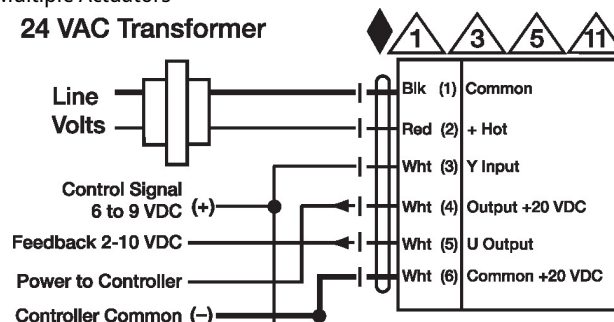 Multiple Actuators
24 VAC Transformer
1 3 5 11
Line
Volts
Blk (1) Common
Red (2) + Hot
Wht (3) Y Input
Control Signal
6 to 9 VDC (+)
Wht (4) Output +20 VDC
Feedback 2-10 VDC
Wht (5) U Output
Power to Controller
Wht (6) Common +20 VDC
Controller Common (–)